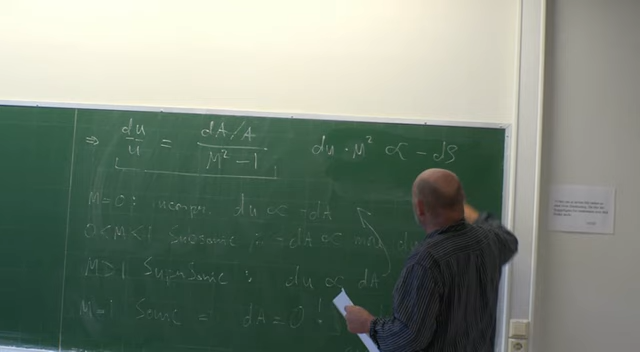 ⇒ du/u = (dA/A)/(M² − 1)    du · M² ∝ − dρ
M=0 : incompr. du ∝ − dA
0<M<1 Subsonic : − dA ∝ du
M>1 Supersonic : du ∝ dA
M=1 Sonic = dA = 0 !